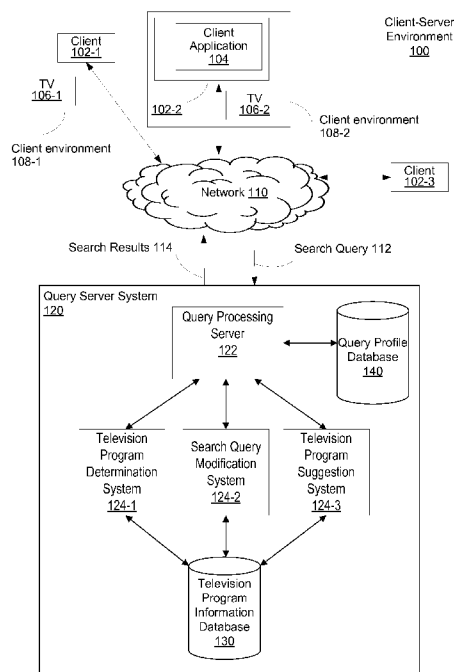 Client-Server
Environment
100
Client
102-1
Client
Application
104
TV
106-1
102-2
TV
106-2
Client environment
108-2
Client environment
108-1
Network 110
Client
102-3
Search Results 114
Search Query 112
Query Server System
120
Query Processing
Server
122
Query Profile
Database
140
Television
Program
Determination
System
124-1
Search Query
Modification
System
124-2
Television
Program
Suggestion
System
124-3
Television
Program
Information
Database
130